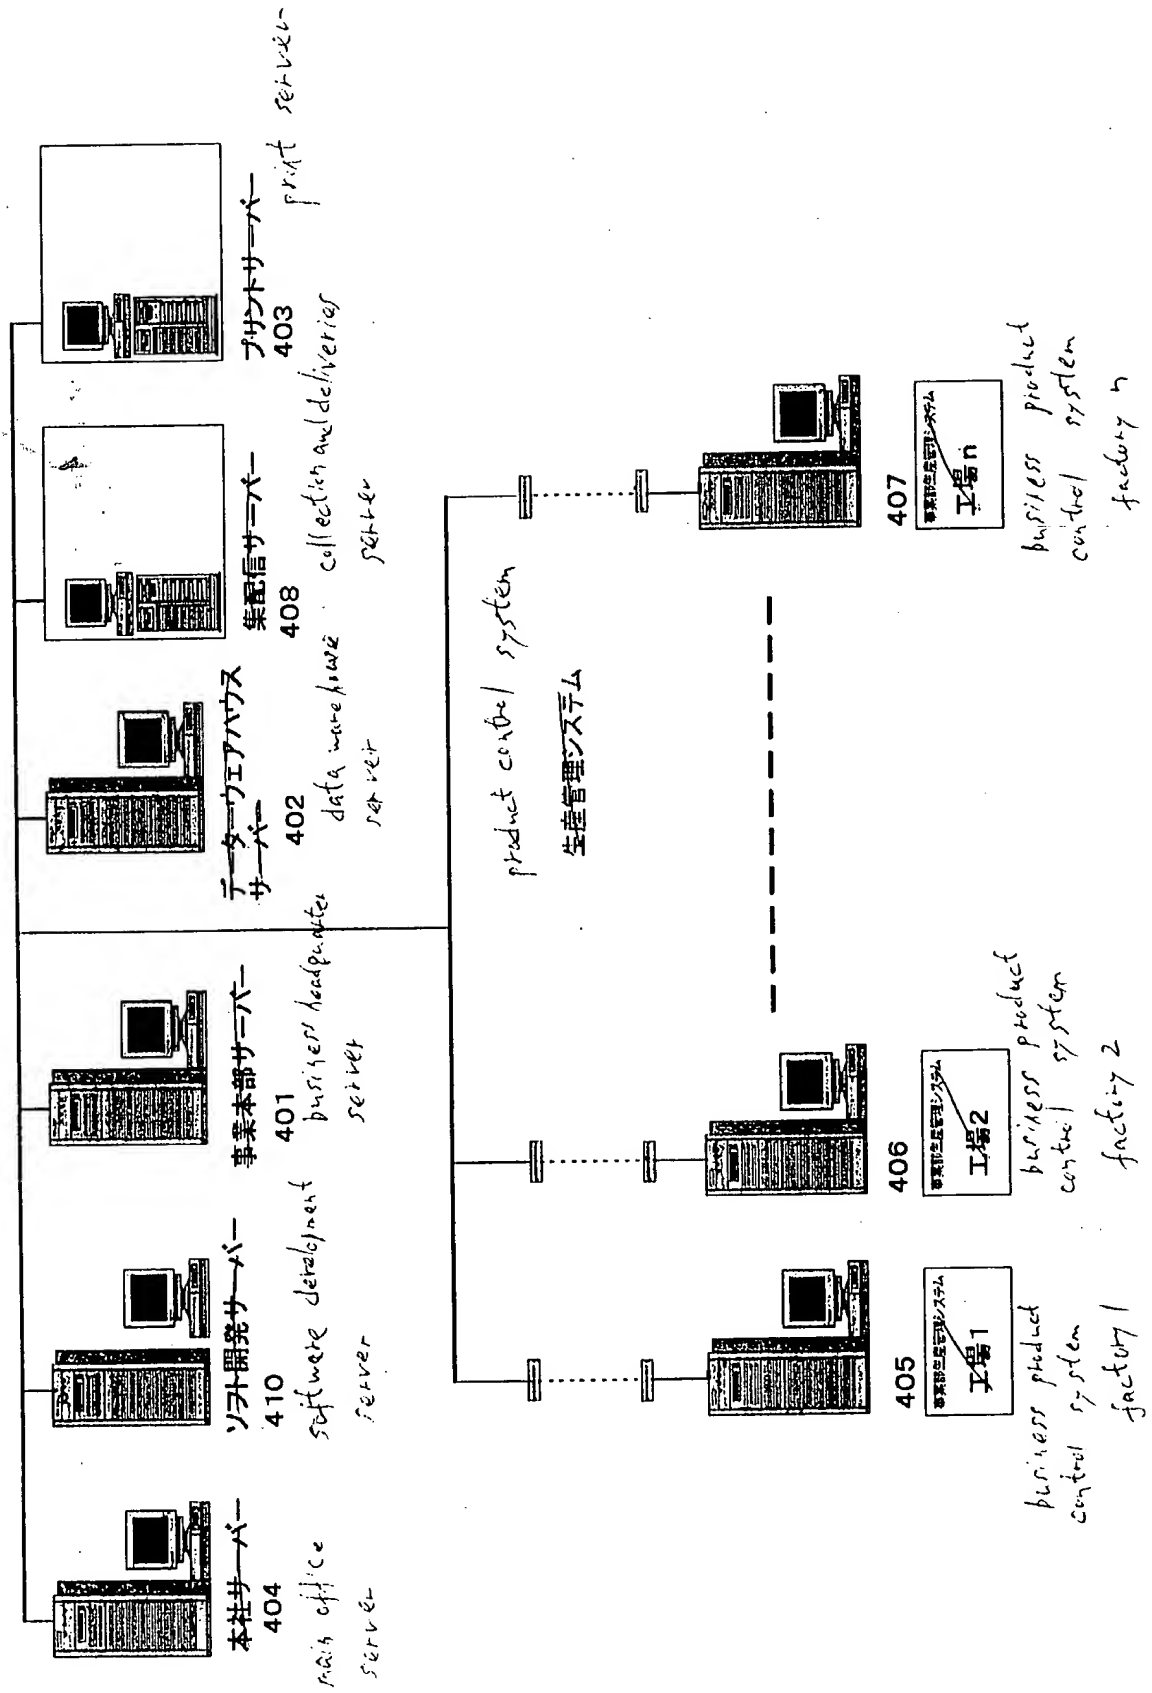 本社サーバー
404
main office
server
ソフト開発サーバー
410
software development
server
事業本部サーバー
401
business headquarter
server
データーウェアハウス
サーバー
402
data warehouse
server
集配信サーバー
408
collection and deliveries
server
プリントサーバー
403
print server
product control system
生産管理システム
405
事業部生産管理システム
工場1
business product
control system
factory 1
406
事業部生産管理システム
工場2
business product
control system
factory 2
407
事業部生産管理システム
工場n
business product
control system
factory n